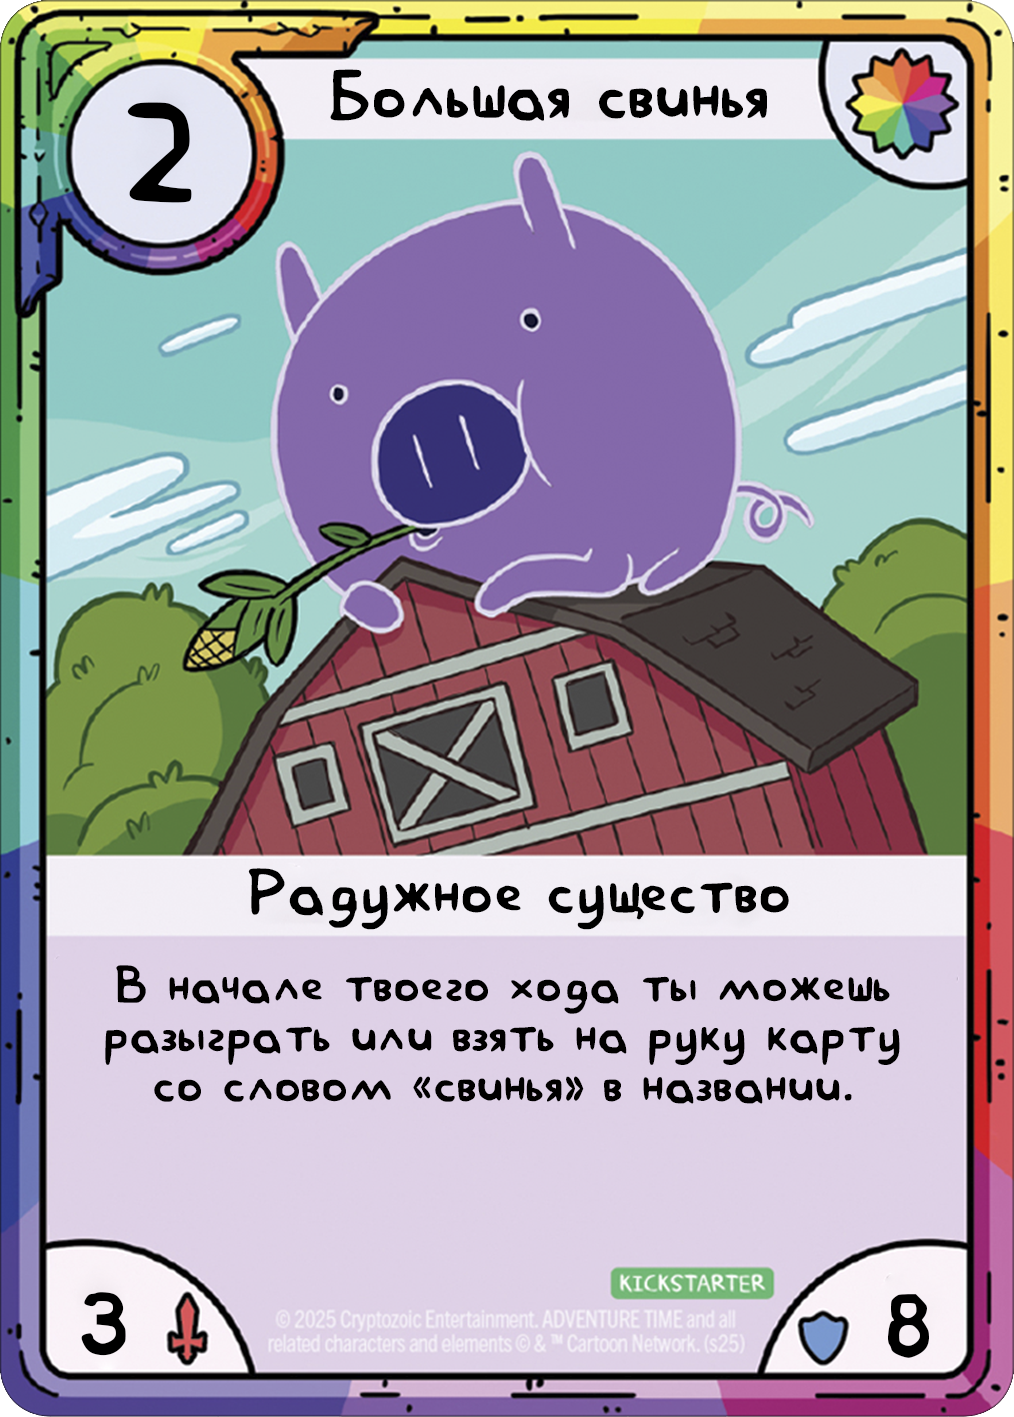 2
Большая свинья
Радужное существо
В начале твоего хода ты можешь
разыграть или взять на руку карту
со словом «свинья» в названии.
KICKSTARTER
3
© 2025 Cryptozoic Entertainment. ADVENTURE TIME and all
related characters and elements © & ™ Cartoon Network. (s25)
8